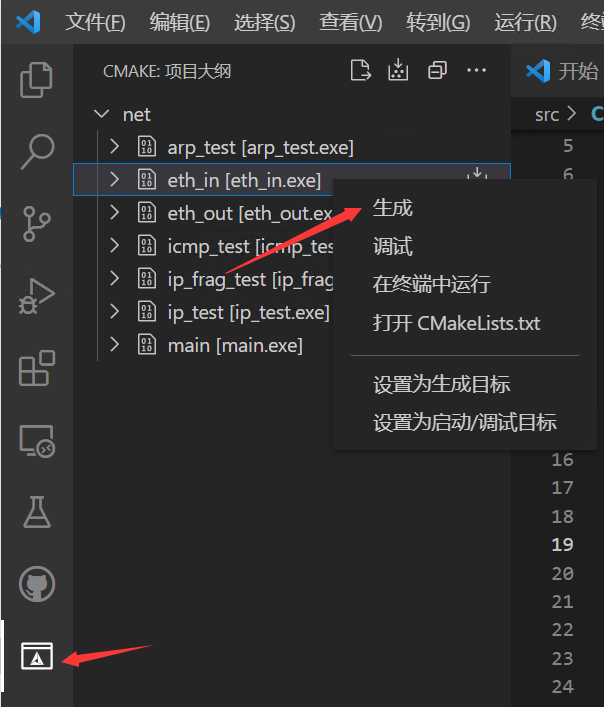 文件(F) 编辑(E) 选择(S) 查看(V) 转到(G) 运行(R) 终
CMAKE: 项目大纲
开始
net
src > C
arp_test [arp_test.exe]
5
eth_in [eth_in.exe]
6
eth_out [eth_out.ex
生成
icmp_test [icmp_tes
调试
ip_frag_test [ip_frag
在终端中运行
ip_test [ip_test.exe]
打开 CMakeLists.txt
main [main.exe]
设置为生成目标
设置为启动/调试目标
16
17
18
19
20
21
22
23
24